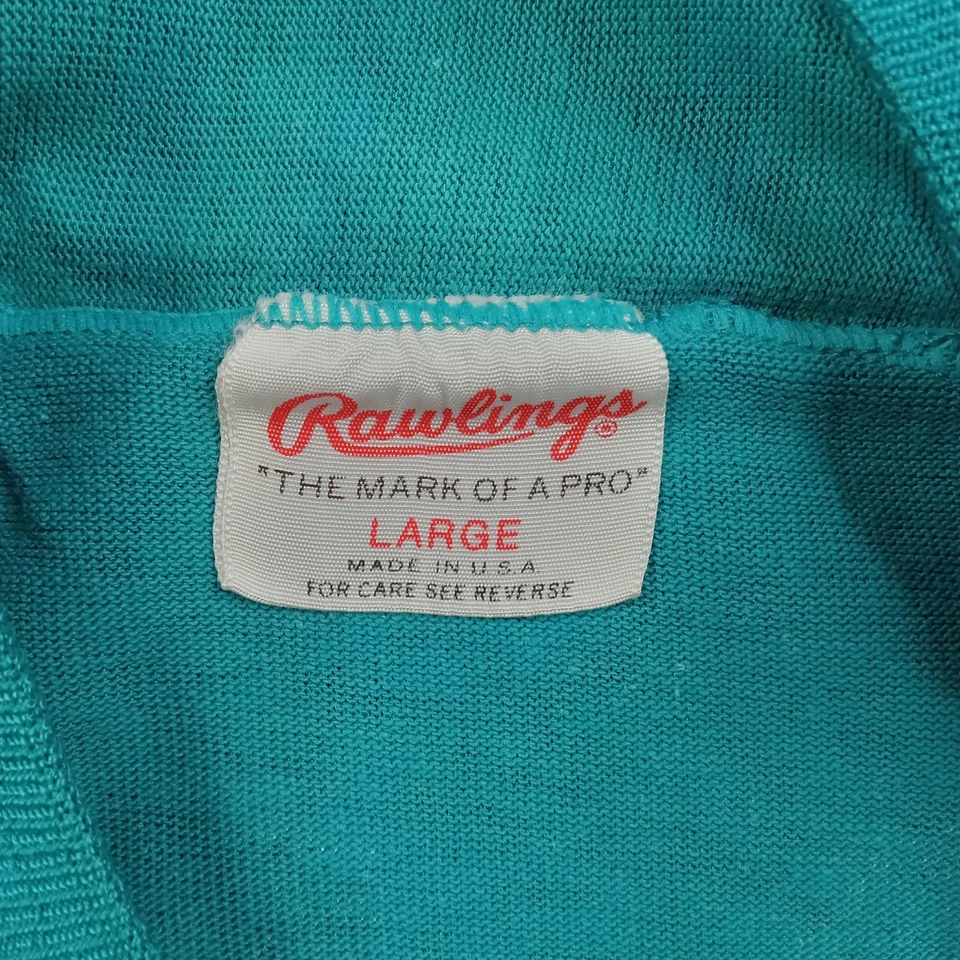 Rawlings®
"THE MARK OF A PRO"
LARGE
MADE IN U.S.A
FOR CARE SEE REVERSE